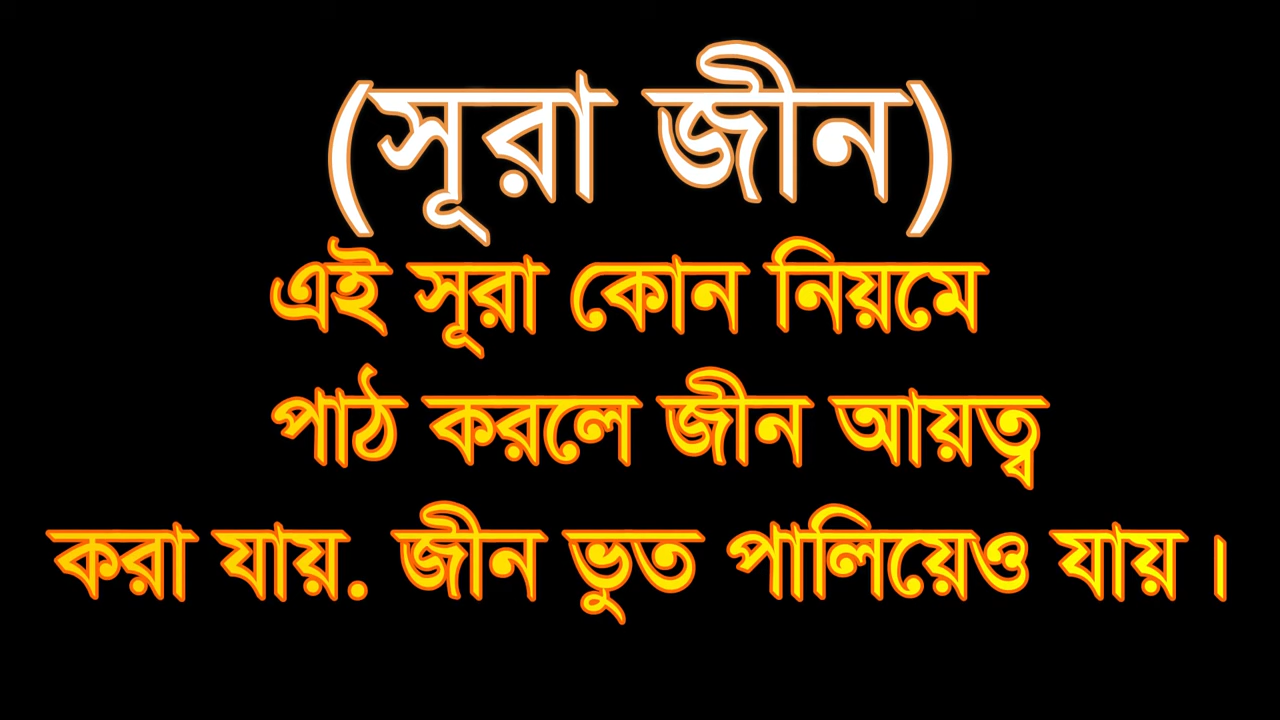 (সূরা জীন)
এই সূরা কোন নিয়মে
পাঠ করলে জীন আয়ত্ব
করা যায়. জীন ভুত পালিয়েও যায়।